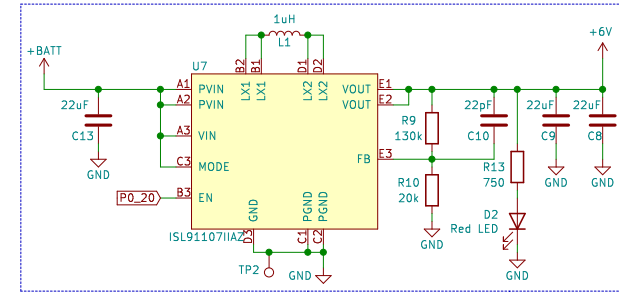 1uH
L1
+BATT
+6V
U7
B2
B1
D1
D2
LX1
LX1
LX2
LX2
A1
PVIN
VOUT
E1
A2
PVIN
VOUT
E2
22uF
C13
GND
R9
130k
22pF
C10
22uF
C9
22uF
C8
A3
VIN
FB
E3
C3
MODE
R13
750
GND
GND
P0_20
B3
EN
R10
20k
GND
PGND
PGND
D2
Red LED
ISL91107IIAZ
D3
C1
C2
GND
TP2
GND
GND